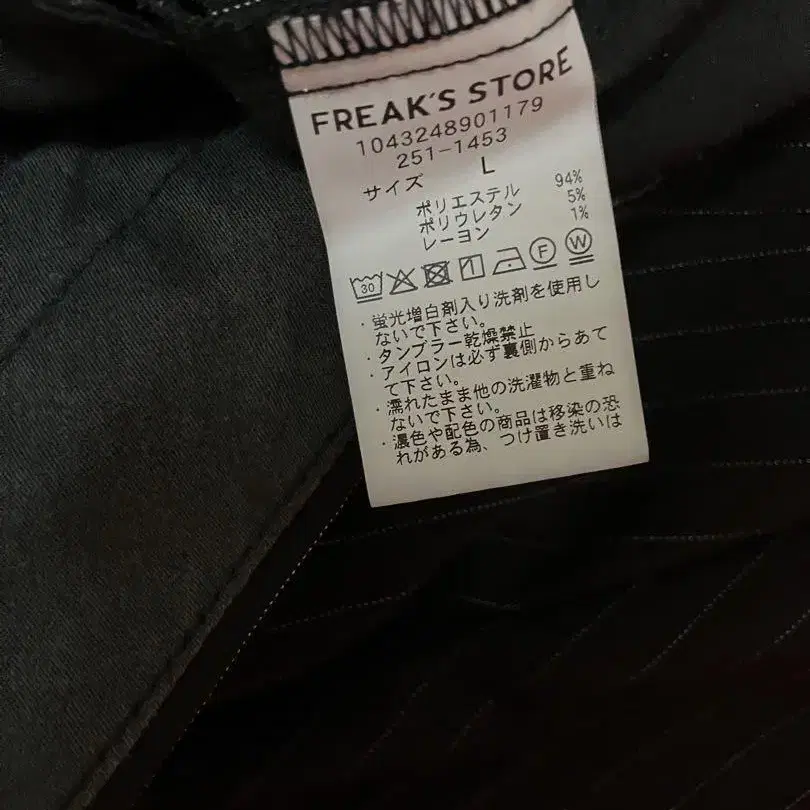 FREAK'S STORE
1043248901179
251-1453
サイズ L
ポリエステル 94%
ポリウレタン 5%
レーヨン 1%
30 F W
・蛍光増白剤入り洗剤を使用し
ないで下さい。
・タンブラー乾燥禁止
・アイロンは必ず裏側からあて
て下さい。
・濡れたまま他の洗濯物と重ね
ないで下さい。
・濃色や配色の商品は移染の恐
れがある為、つけ置き洗いは